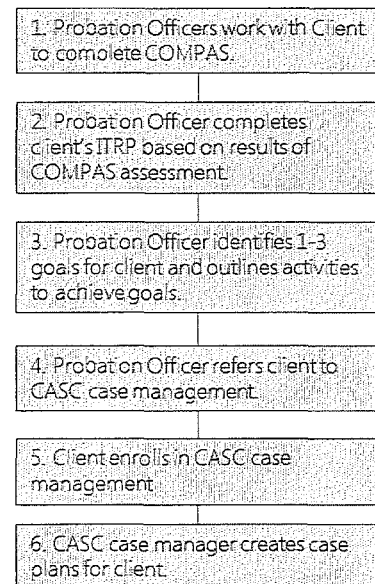 1. Probation Officers work with Client
to complete COMPAS.
2. Probation Officer completes
client's ITRP based on results of
COMPAS assessment.
3. Probation Officer identifies 1-3
goals for client and outlines activities
to achieve goals.
4. Probation Officer refers client to
CASC case management.
5. Client enrolls in CASC case
management
6. CASC case manager creates case
plans for client.